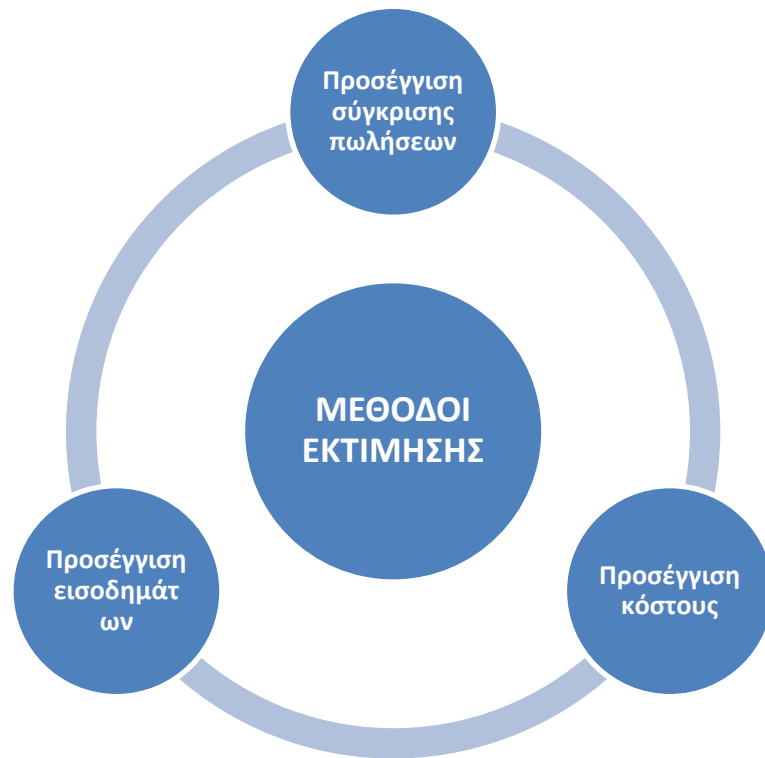 Προσέγγιση
σύγκρισης
πωλήσεων
ΜΕΘΟΔΟΙ
ΕΚΤΙΜΗΣΗΣ
Προσέγγιση
κόστους
Προσέγγιση
εισοδημάτ
ων